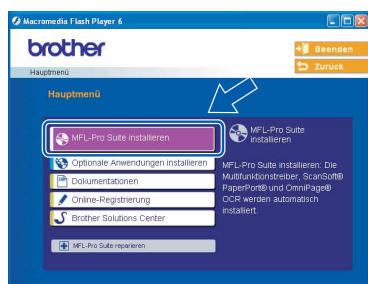 Macromedia Flash Player 6
brother
Beenden
Zurück
Hauptmenü
Hauptmenü
MFL-Pro Suite installieren
Optionale Anwendungen installieren
Dokumentationen
Online-Registrierung
Brother Solutions Center
MFL-Pro Suite reparieren
MFL-Pro Suite
installieren
MFL-Pro Suite installieren: Die
Multifunktionstreiber, ScanSoft®
PaperPort® und OmniPage®
OCR werden automatisch
installiert.